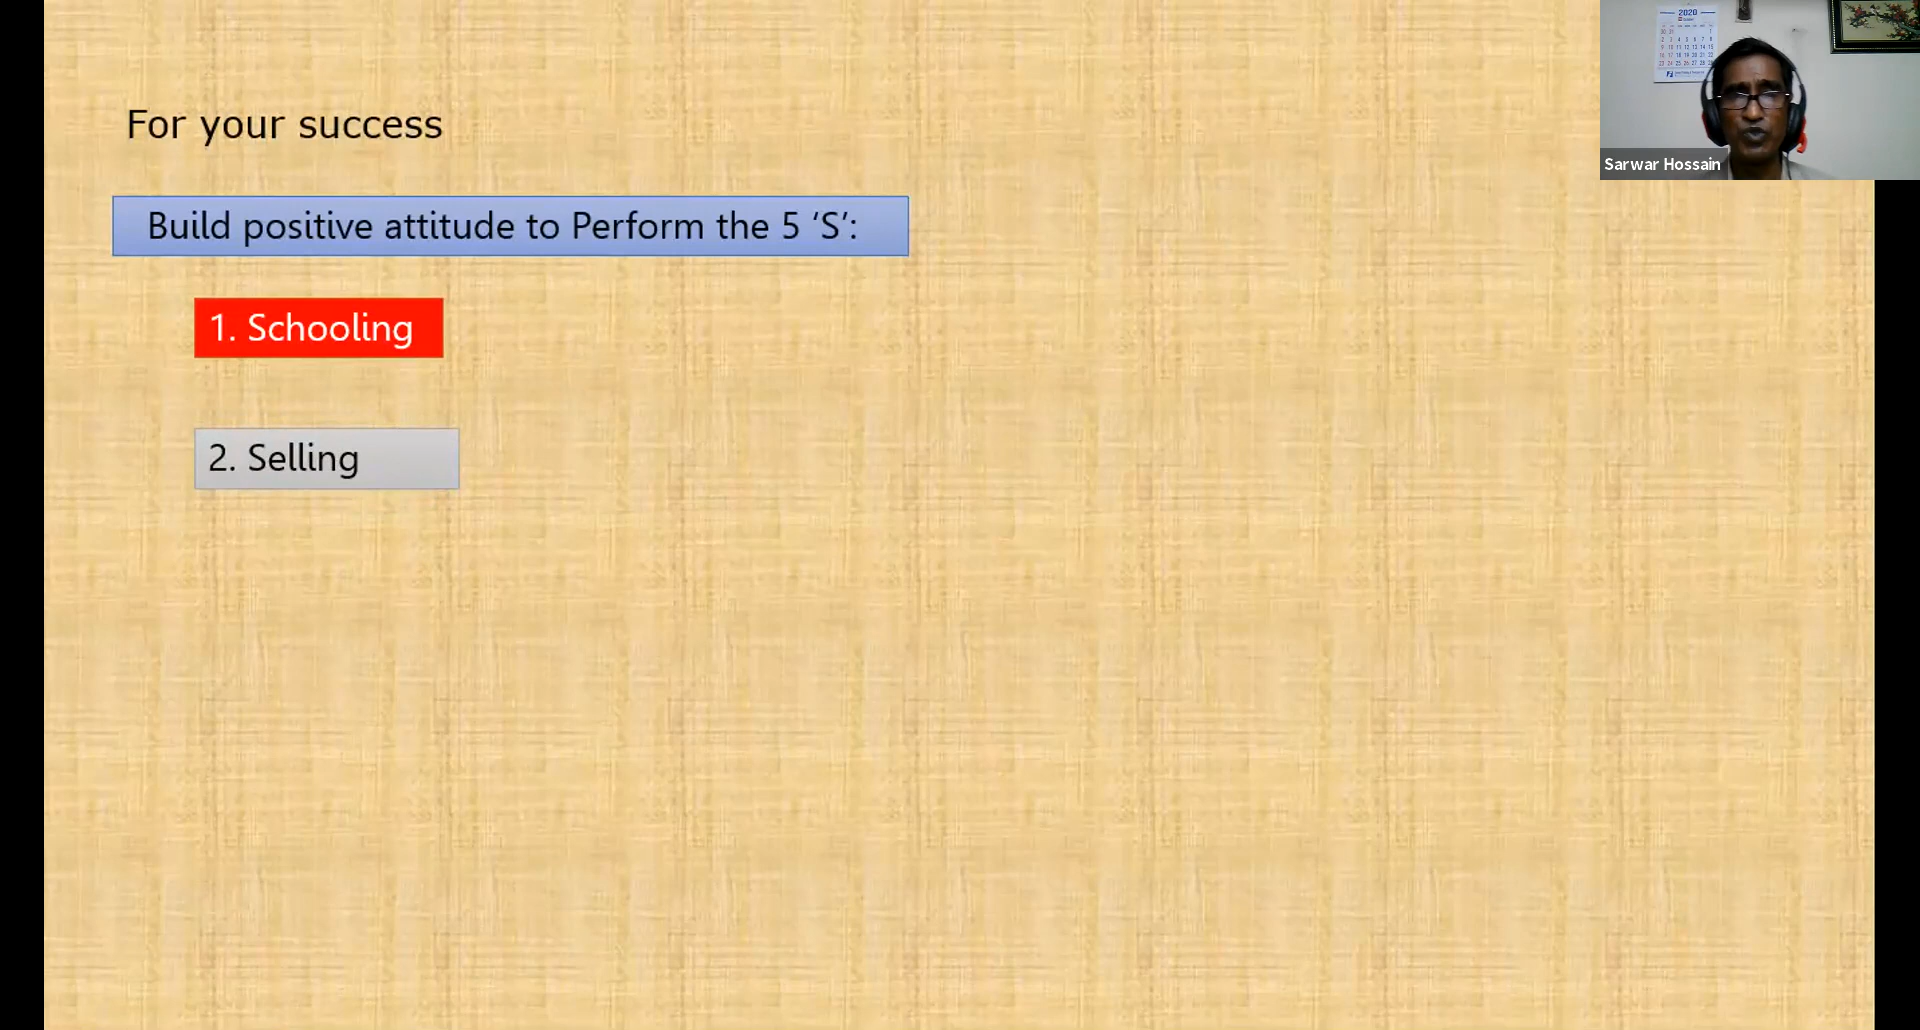 For your success
Build positive attitude to Perform the 5 ‘S’:
1. Schooling
2. Selling
2020
Sarwar Hossain